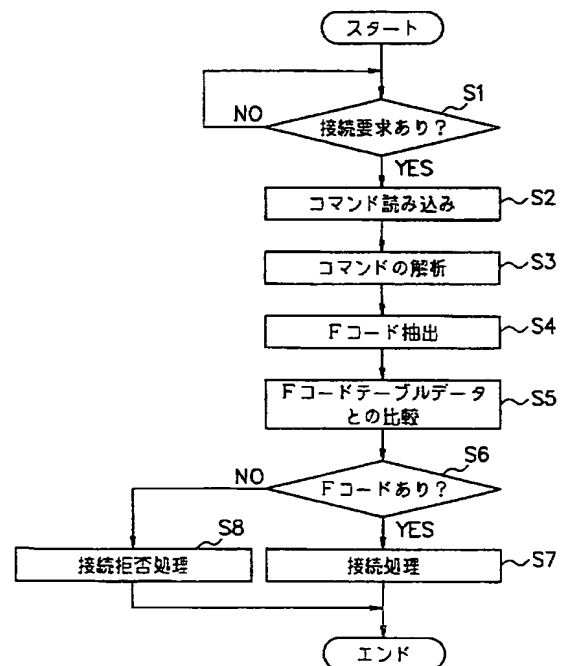 スタート
S1
NO
接続要求あり?
YES
コマンド読み込み
S2
コマンドの解析
S3
Fコード抽出
S4
Fコードテーブルデータ
との比較
S5
S6
NO
Fコードあり?
YES
S8
接続拒否処理
接続処理
S7
エンド